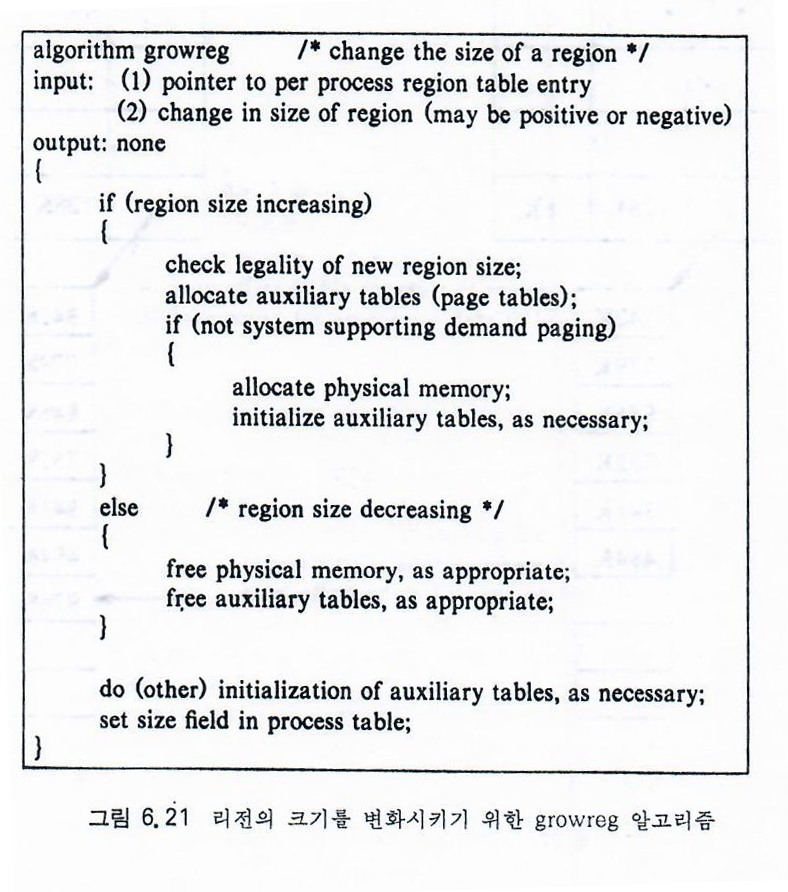 algorithm growreg /* change the size of a region */
input: (1) pointer to per process region table entry
(2) change in size of region (may be positive or negative)
output: none
{
if (region size increasing)
{
check legality of new region size;
allocate auxiliary tables (page tables);
if (not system supporting demand paging)
{
allocate physical memory;
initialize auxiliary tables, as necessary;
}
}
else /* region size decreasing */
{
free physical memory, as appropriate;
free auxiliary tables, as appropriate;
}
do (other) initialization of auxiliary tables, as necessary;
set size field in process table;
}
그림 6.21 리전의 크기를 변화시키기 위한 growreg 알고리즘